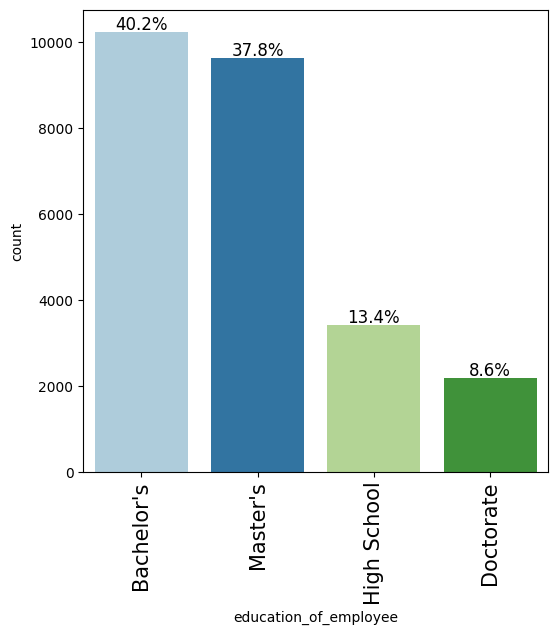 40.2%
37.8%
13.4%
8.6%
10000
8000
6000
4000
2000
0
count
Bachelor's
Master's
High School
Doctorate
education_of_employee